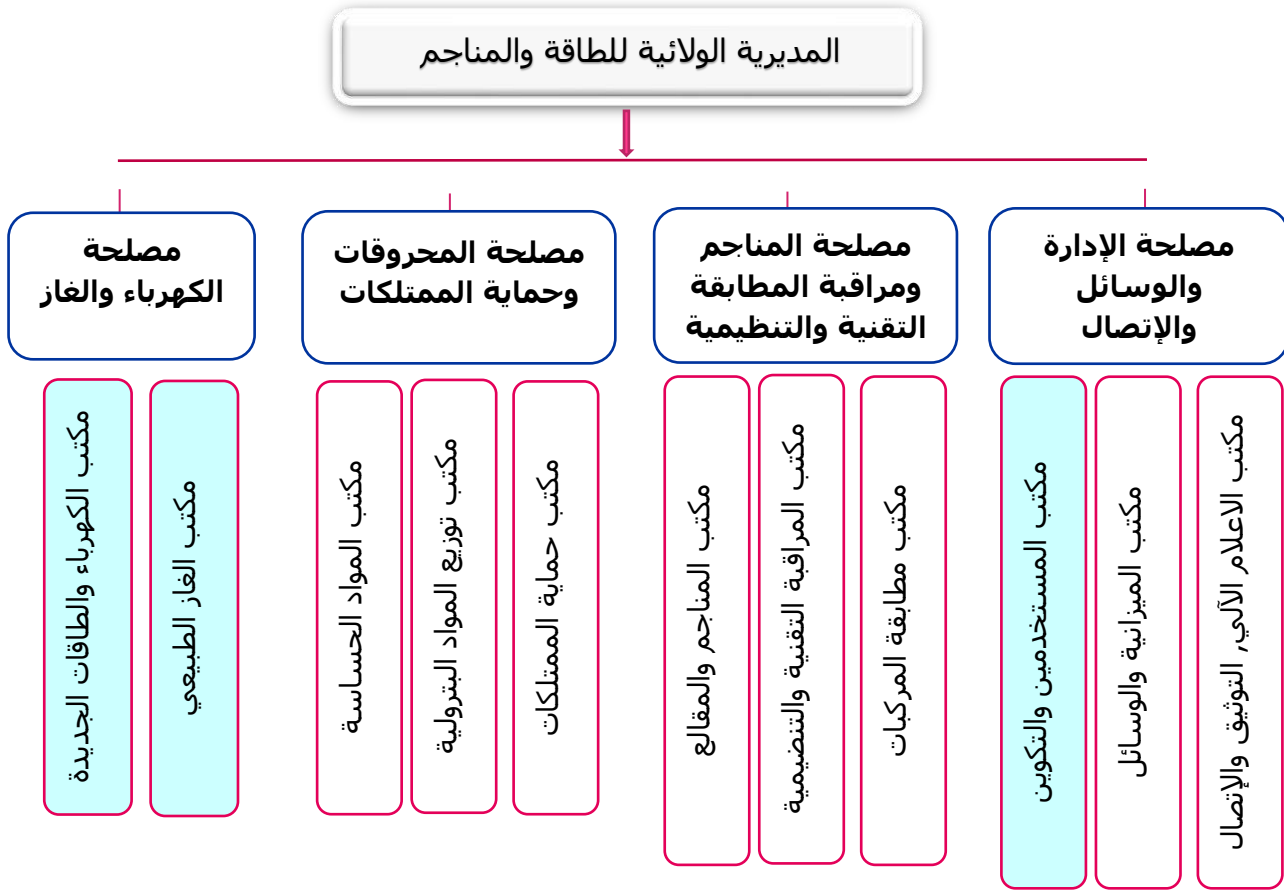 المديرية الولائية للطاقة والمناجم
مصلحة الإدارة
والوسائل
والإتصال
مصلحة المناجم
ومراقبة المطابقة
التقنية والتنظيمية
مصلحة المحروقات
وحماية الممتلكات
مصلحة
الكهرباء والغاز
مكتب الاعلام الآلي, التوثيق والإتصال
مكتب الميزانية والوسائل
مكتب المستخدمين والتكوين
مكتب مطابقة المركبات
مكتب المراقبة التقنية والتنضيمية
مكتب المناجم والمقالع
مكتب حماية الممتلكات
مكتب توزيع المواد البترولية
مكتب المواد الحساسة
مكتب الغاز الطبيعي
مكتب الكهرباء والطاقات الجديدة